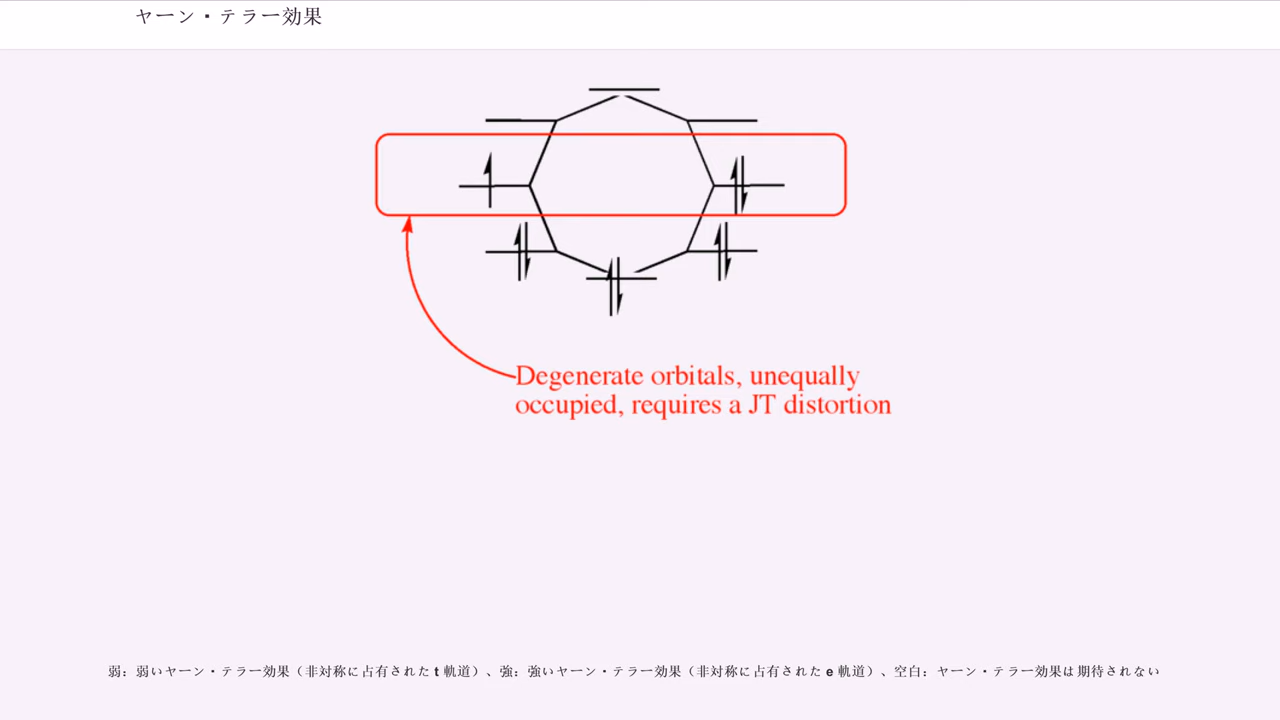 ヤーン・テラー効果
Degenerate orbitals, unequally
occupied, requires a JT distortion
弱：弱いヤーン・テラー効果（非対称に占有された t 軌道）、強：強いヤーン・テラー効果（非対称に占有された e 軌道）、空白：ヤーン・テラー効果は期待されない